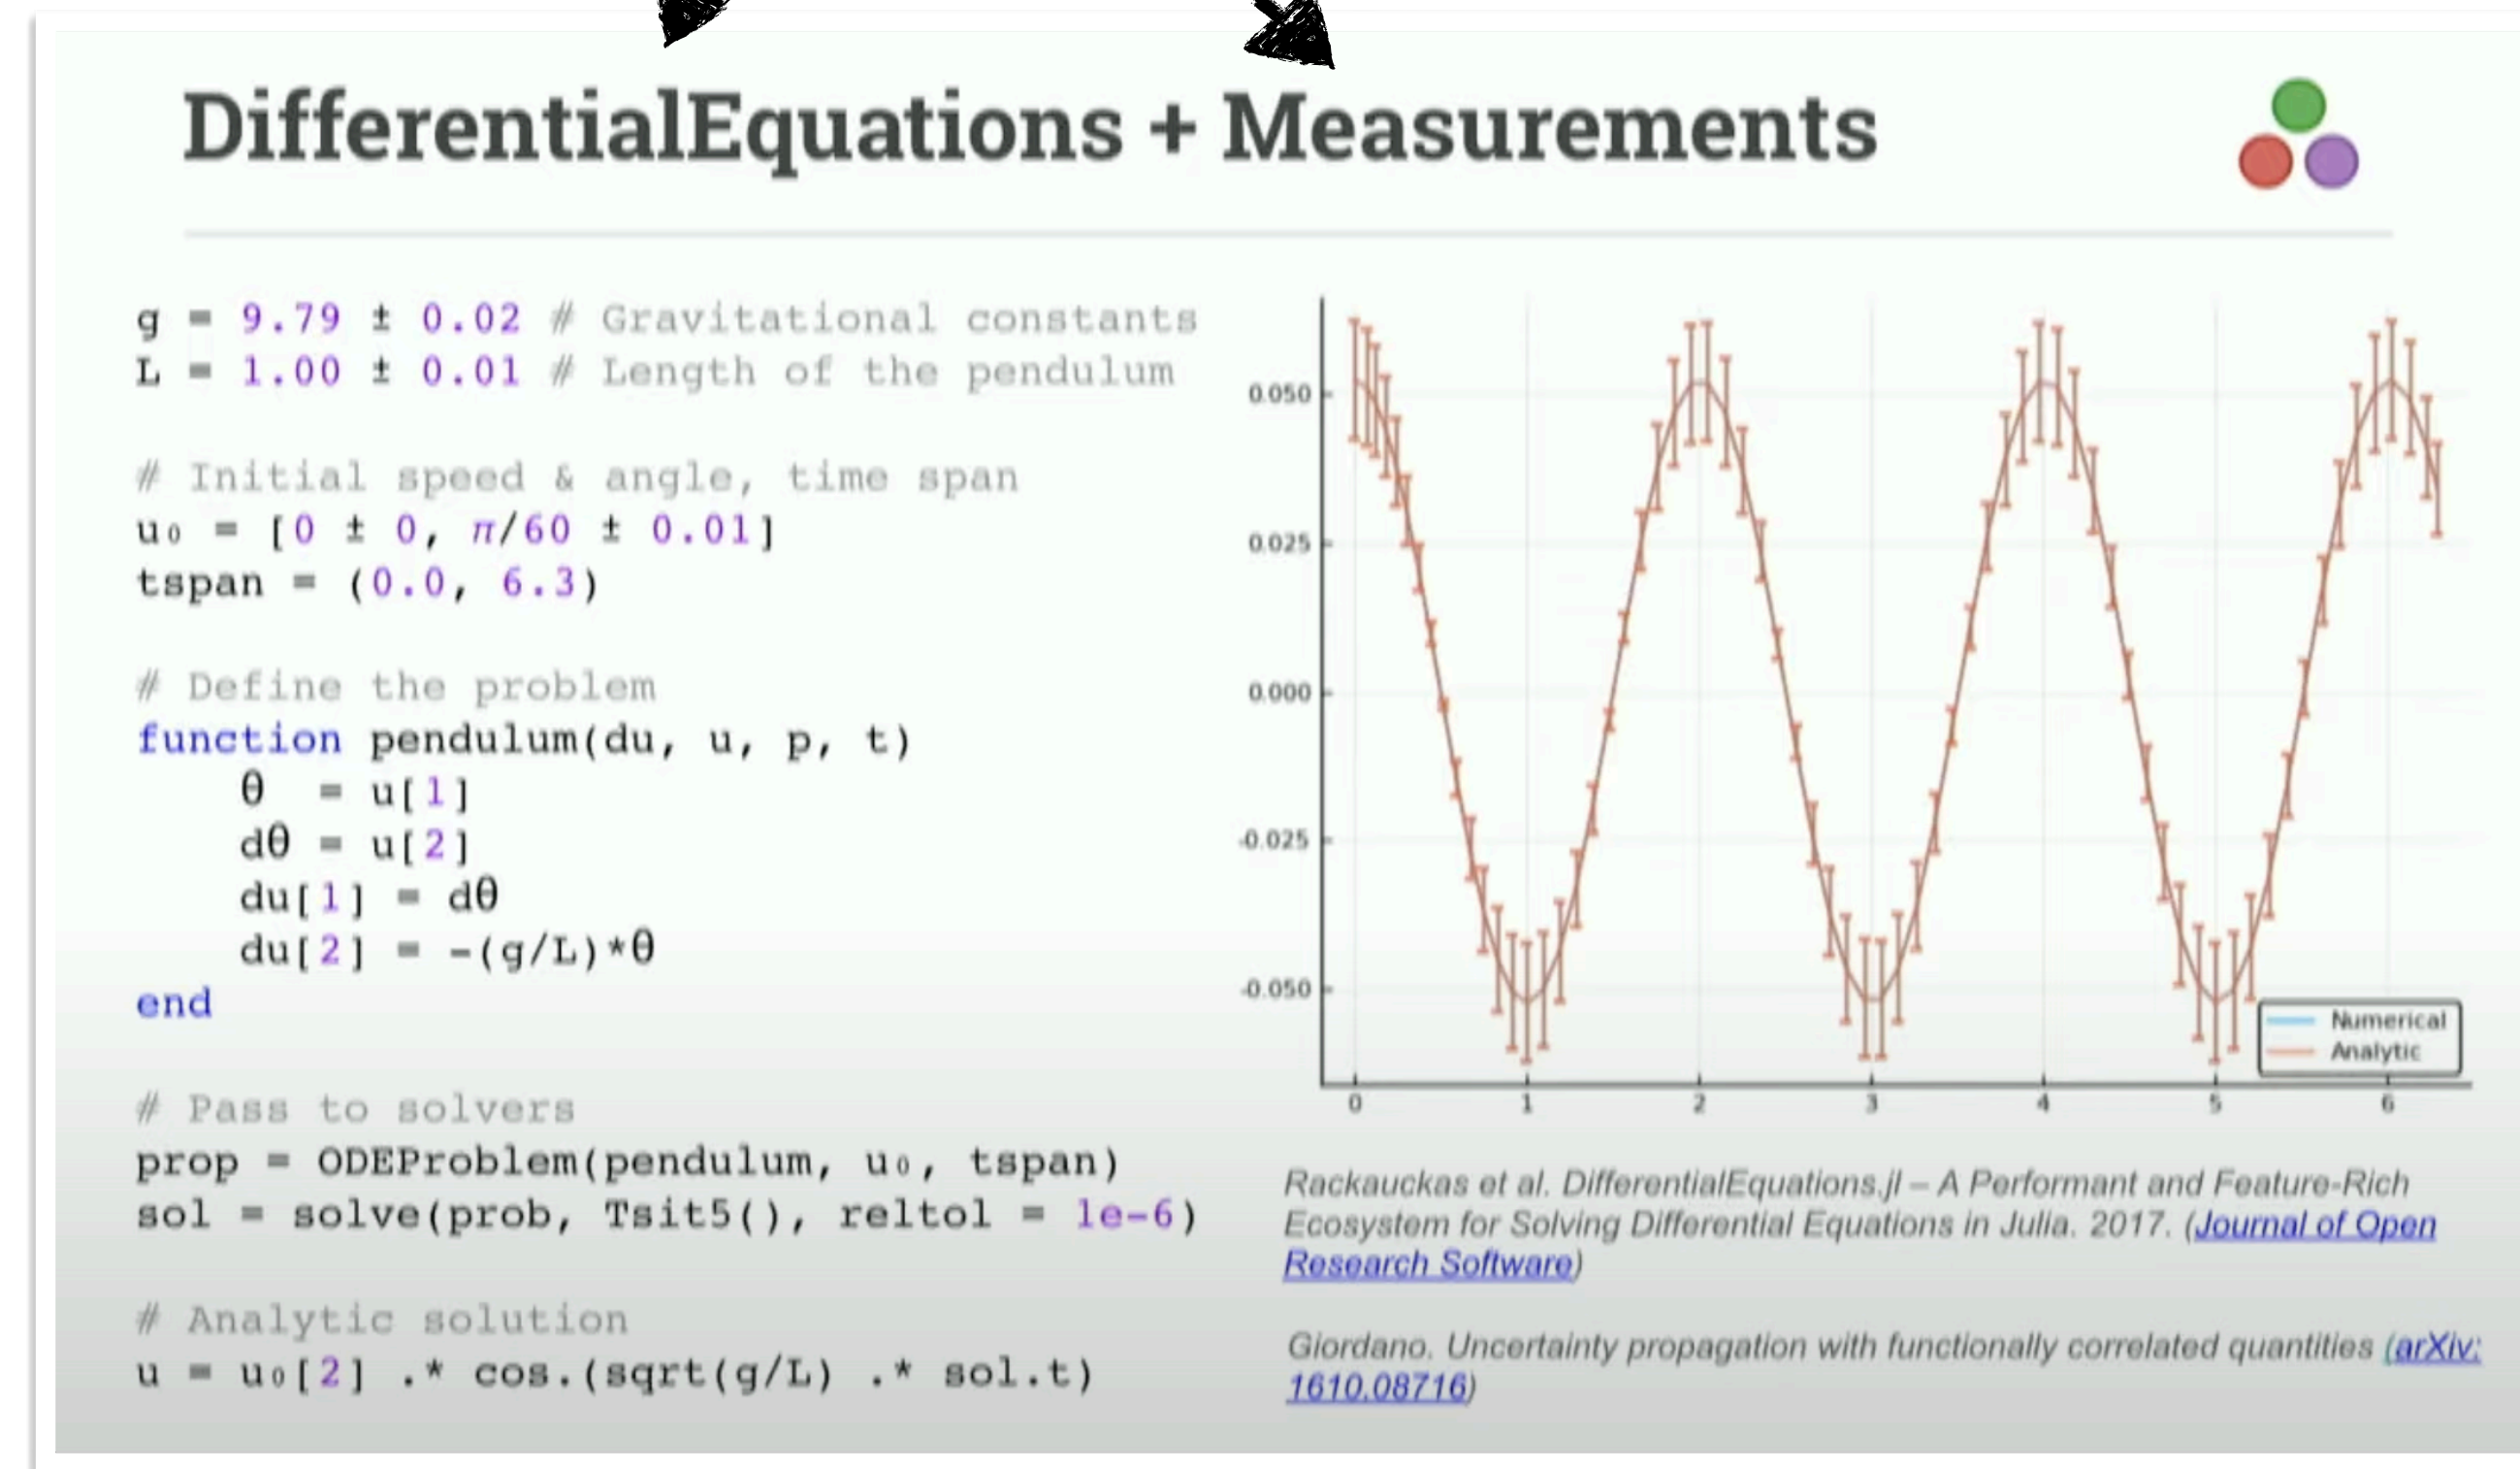 DifferentialEquations + Measurements
g = 9.79 ± 0.02 # Gravitational constants
L = 1.00 ± 0.01 # Length of the pendulum
# Initial speed & angle, time span
u₀ = [0 ± 0, π/60 ± 0.01]
tspan = (0.0, 6.3)
# Define the problem
function pendulum(du, u, p, t)
θ = u[1]
dθ = u[2]
du[1] = dθ
du[2] = -(g/L)*θ
end
# Pass to solvers
prop = ODEProblem(pendulum, u₀, tspan)
sol = solve(prob, Tsit5(), reltol = 1e-6)
# Analytic solution
u = u₀[2] .* cos.(sqrt(g/L) .* sol.t)
0.050
0.025
0.000
-0.025
-0.050
Numerical
Analytic
0 1 2 3 4 5 6
Rackauckas et al. DifferentialEquations.jl – A Performant and Feature-Rich
Ecosystem for Solving Differential Equations in Julia. 2017. (Journal of Open
Research Software)
Giordano. Uncertainty propagation with functionally correlated quantities (arXiv:
1610.08716)